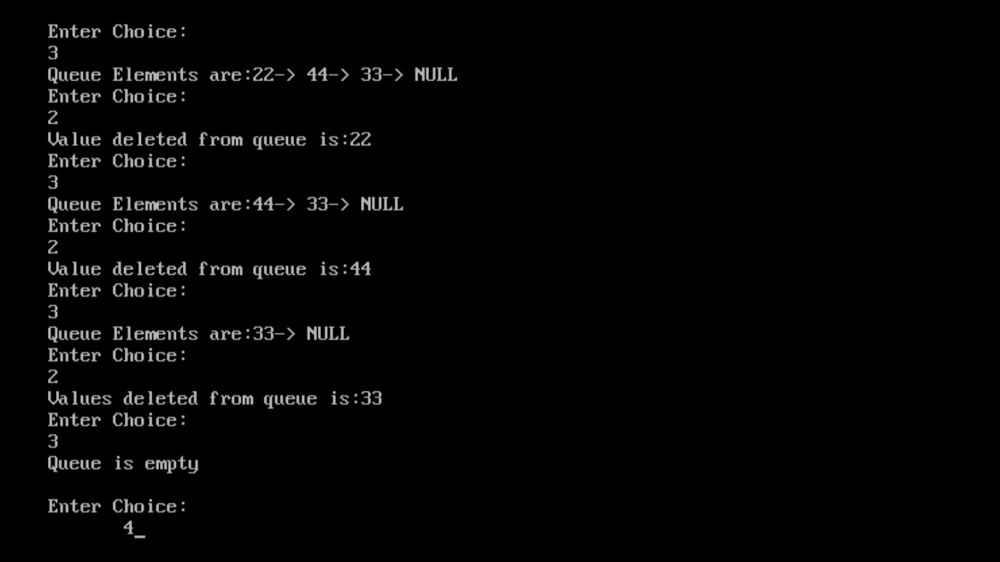 Enter Choice:
3
Queue Elements are:22-> 44-> 33-> NULL
Enter Choice:
2
Value deleted from queue is:22
Enter Choice:
3
Queue Elements are:44-> 33-> NULL
Enter Choice:
2
Value deleted from queue is:44
Enter Choice:
3
Queue Elements are:33-> NULL
Enter Choice:
2
Values deleted from queue is:33
Enter Choice:
3
Queue is empty

Enter Choice:
4_